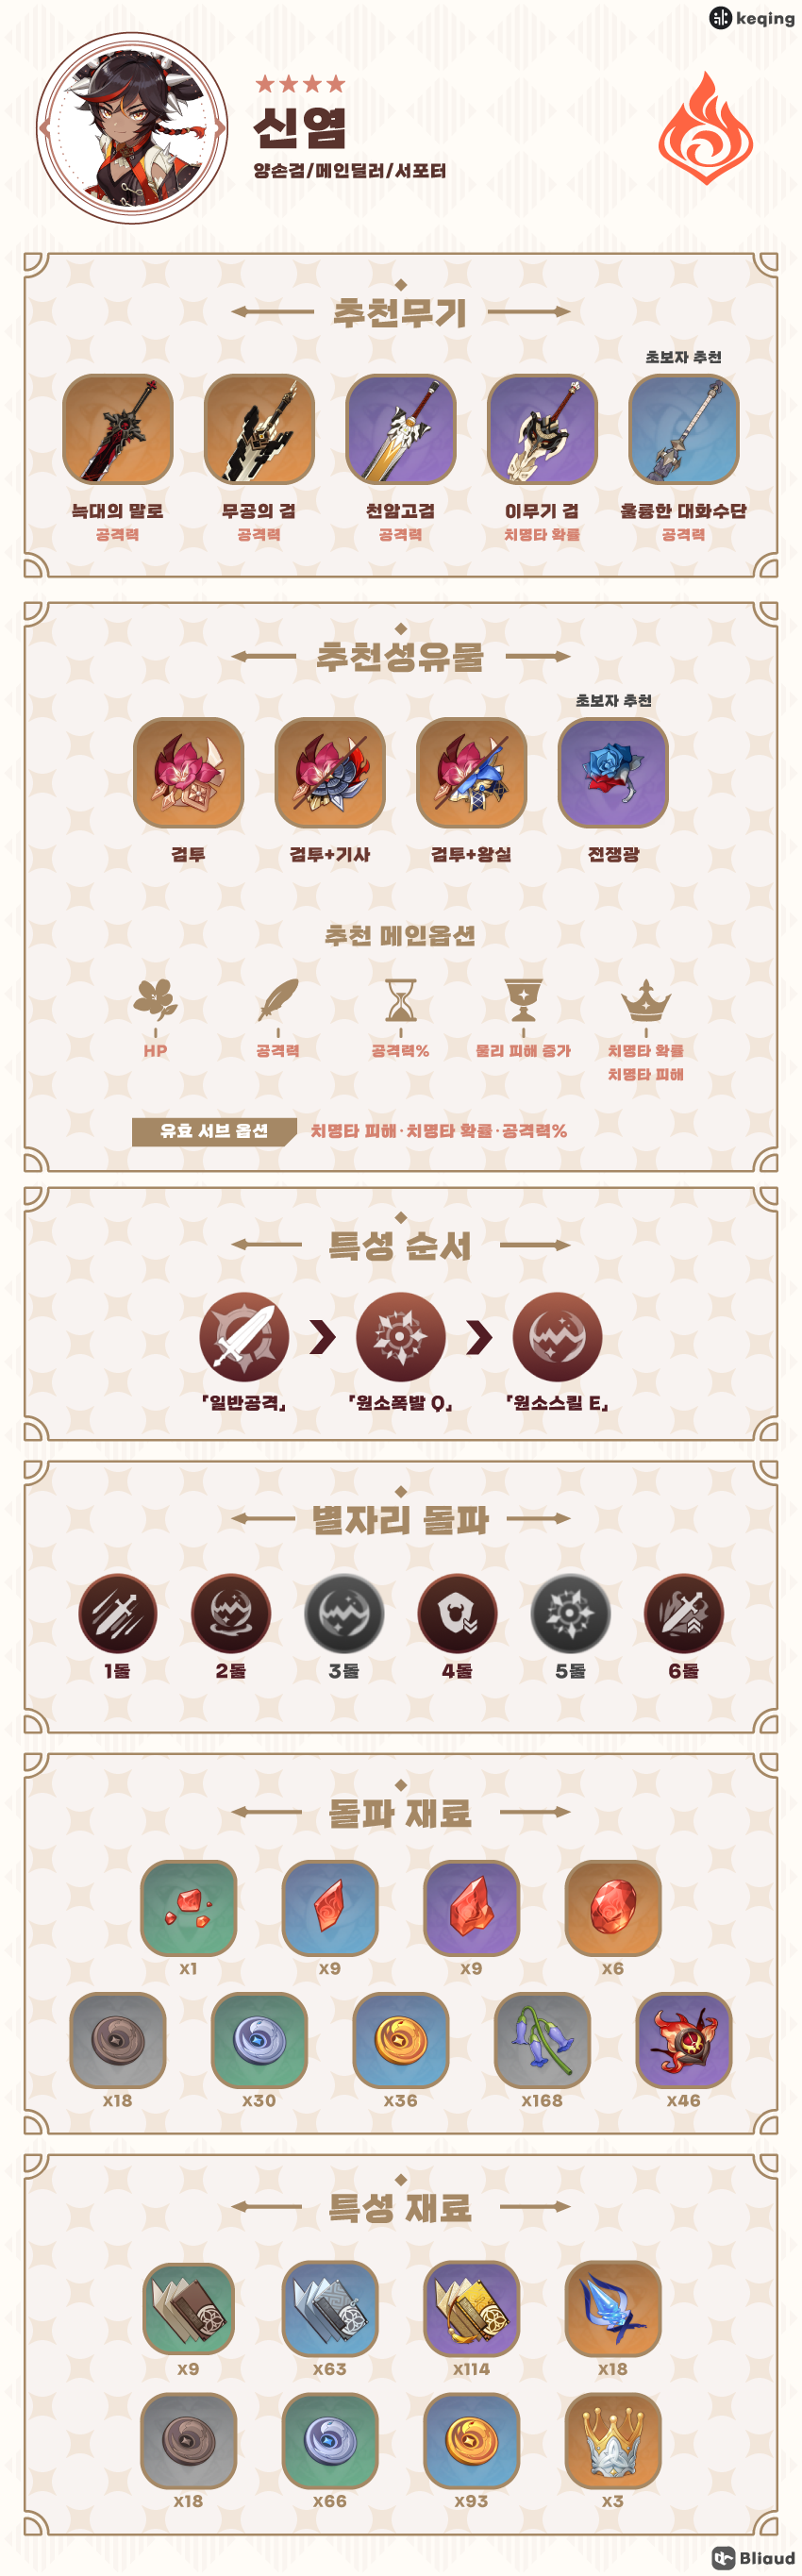 keqing
신염
양손검/메인딜러/서포터
추천무기
초보자 추천
늑대의 말로
무공의 검
천암고검
이무기 검
훌륭한 대화수단
공격력
공격력
공격력
치명타 확률
공격력
추천성유물
초보자 추천
검투
검투+기사
검투+왕실
전쟁광
추천 메인옵션
HP
공격력
공격력%
물리 피해 증가
치명타 확률
치명타 피해
유효 서브 옵션
치명타 피해·치명타 확률·공격력%
특성 순서
「일반공격」
「원소폭발 Q」
「원소스킬 E」
별자리 돌파
1돌
2돌
3돌
4돌
5돌
6돌
돌파 재료
x1
x9
x9
x6
x18
x30
x36
x168
x46
특성 재료
x9
x63
x114
x18
x18
x66
x93
x3
Bliaud